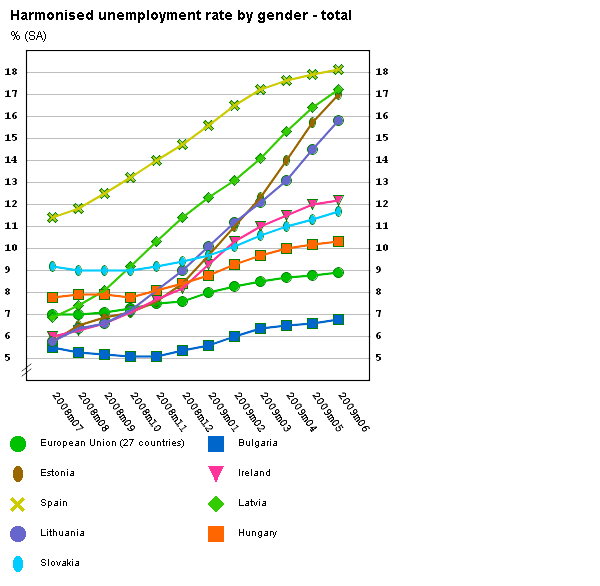 Harmonised unemployment rate by gender - total
% (SA)
18 18
17 17
16 16
15 15
14 14
13 13
12 12
11 11
10 10
9 9
8 8
7 7
6 6
5 5
2008m07 2008m08 2008m09 2008m10 2008m11 2008m12 2009m01 2009m02 2009m03 2009m04 2009m05 2009m06
European Union (27 countries) Bulgaria
Estonia Ireland
Spain Latvia
Lithuania Hungary
Slovakia